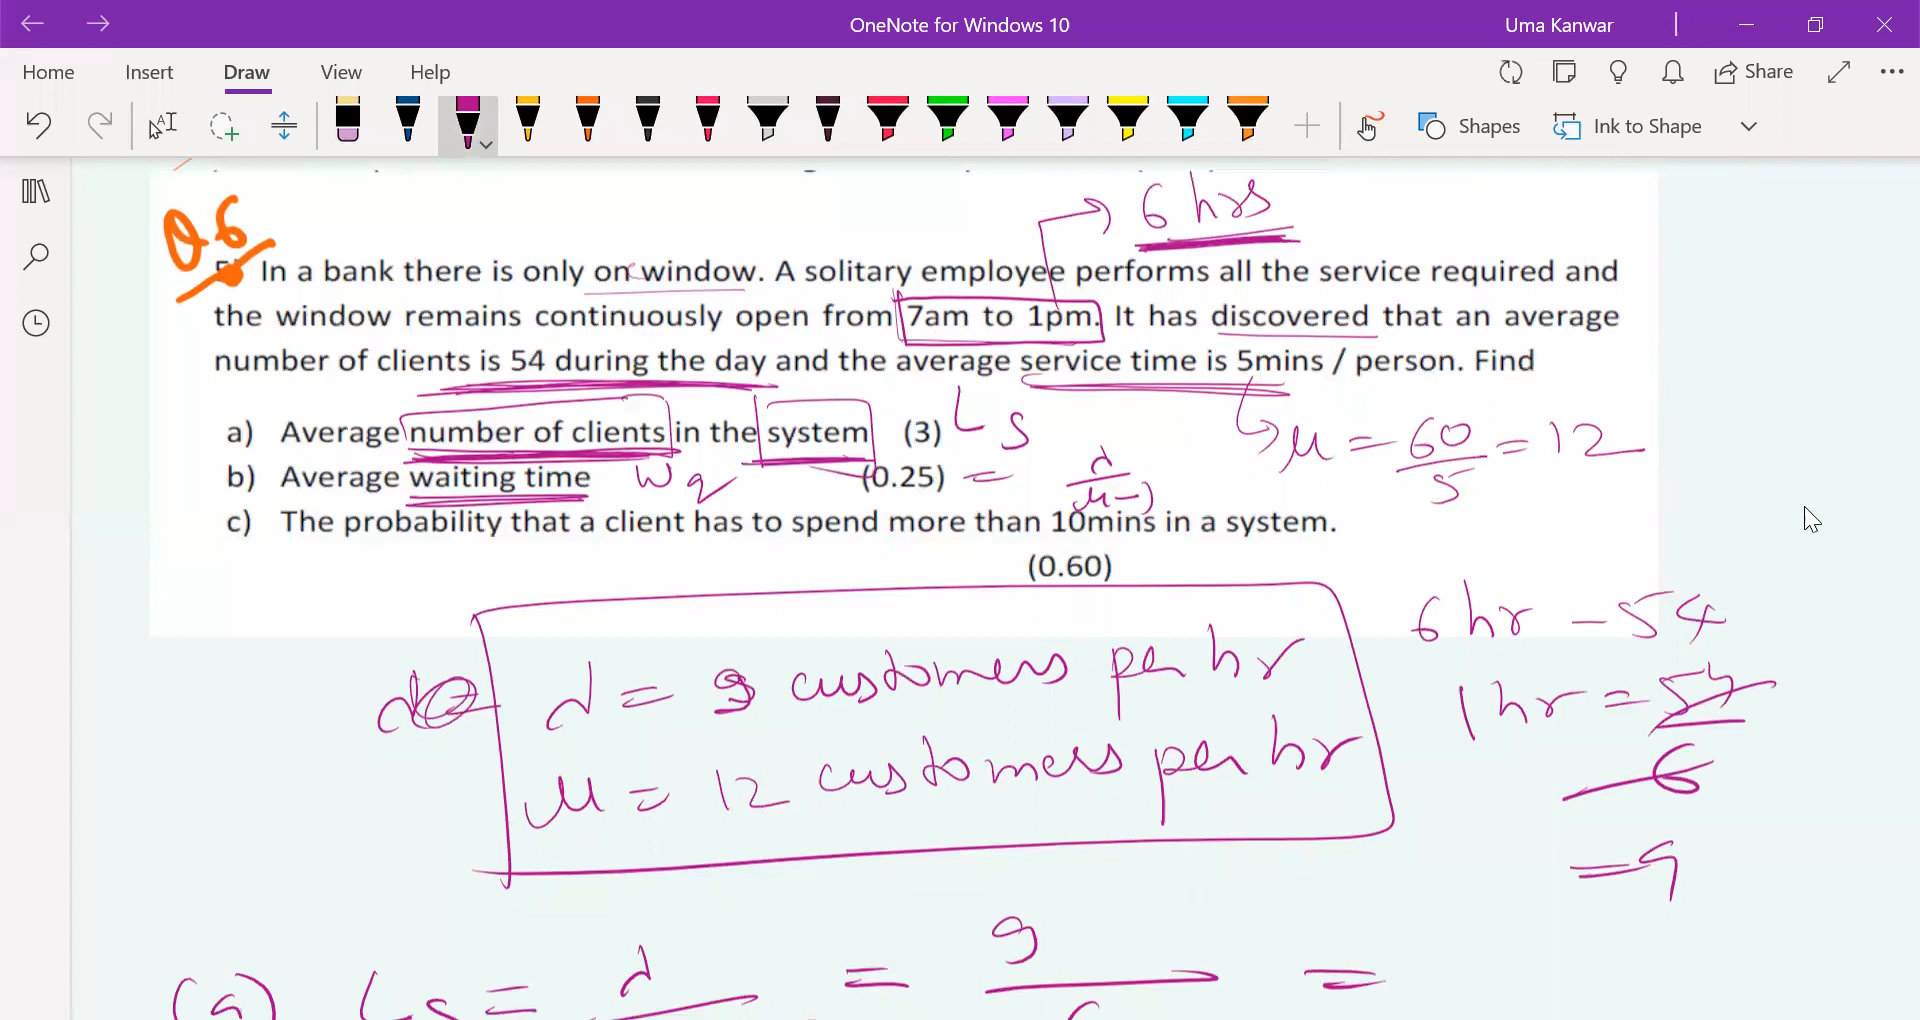 OneNote for Windows 10
Uma Kanwar
Home Insert Draw View Help
Share
Shapes
Ink to Shape
Q6
6 hrs
In a bank there is only on window. A solitary employee performs all the service required and
the window remains continuously open from 7am to 1pm. It has discovered that an average
number of clients is 54 during the day and the average service time is 5mins / person. Find
a) Average number of clients in the system (3) Ls
μ = 60/5 = 12
b) Average waiting time Wq (0.25) =
c) The probability that a client has to spend more than 10mins in a system.
(0.60)
6 hr - 54
λ = 9 customers per hr
1 hr = 54/6
μ = 12 customers per hr
= 9
(a) Ls = λ = 9 =